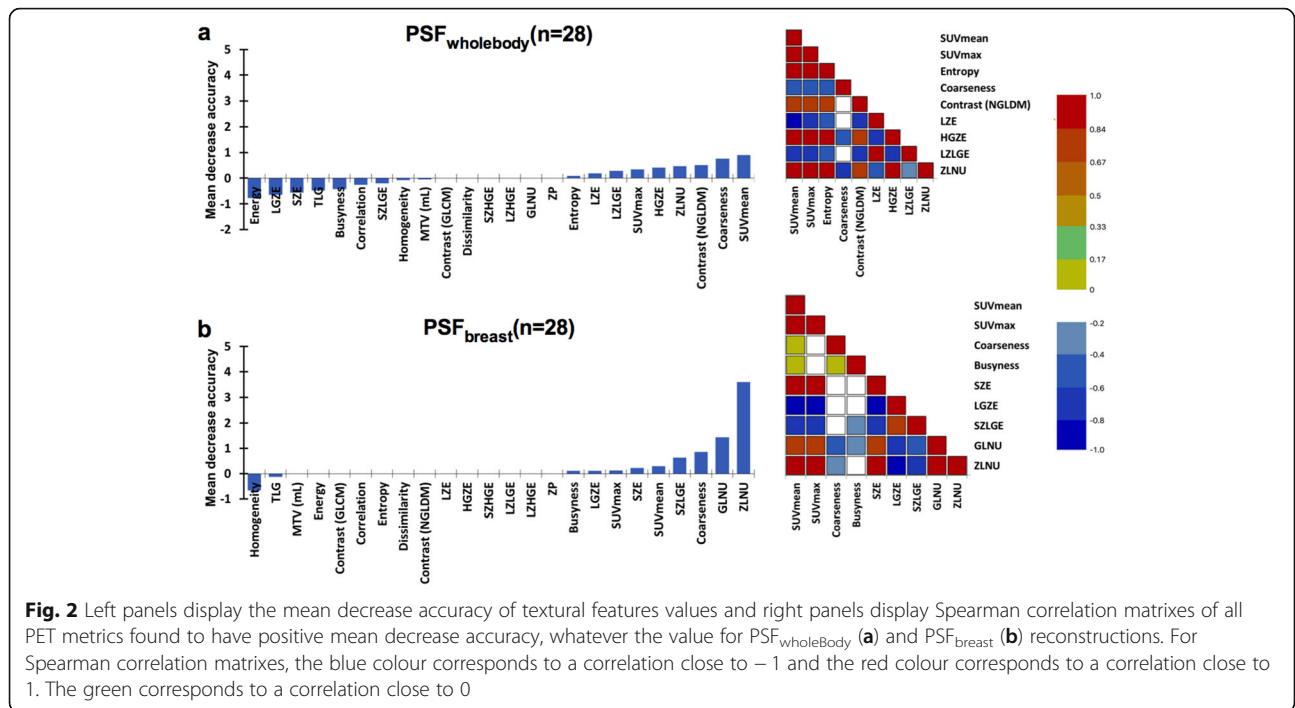 a
PSFwholebody(n=28)
Mean decrease accuracy
5
4
3
2
1
0
-1
-2
Energy
LGZE
SZE
TLG
Busyness
Correlation
SZLGE
Homogeneity
MTV (mL)
Contrast (GLCM)
Dissimilarity
SZHGE
LZHGE
GLNU
ZP
Entropy
LZE
LZLGE
SUVmax
HGZE
ZLNU
Contrast (NGLDM)
Coarseness
SUVmean
SUVmean
SUVmax
Entropy
Coarseness
Contrast (NGLDM)
LZE
HGZE
LZLGE
ZLNU
SUVmean
SUVmax
Entropy
Coarseness
Contrast (NGLDM)
LZE
HGZE
LZLGE
ZLNU
1.0
0.84
0.67
0.5
0.33
0.17
0
-0.2
-0.4
-0.6
-0.8
-1.0
b
PSFbreast(n=28)
Mean decrease accuracy
5
4
3
2
1
0
-1
Homogeneity
TLG
MTV (mL)
Energy
Contrast (GLCM)
Correlation
Entropy
Dissimilarity
Contrast (NGLDM)
LZE
HGZE
SZHGE
LZLGE
LZHGE
ZP
Busyness
LGZE
SUVmax
SZE
SUVmean
SZLGE
Coarseness
GLNU
ZLNU
SUVmean
SUVmax
Coarseness
Busyness
SZE
LGZE
SZLGE
GLNU
ZLNU
SUVmean
SUVmax
Coarseness
Busyness
SZE
LGZE
SZLGE
GLNU
ZLNU
Fig. 2 Left panels display the mean decrease accuracy of textural features values and right panels display Spearman correlation matrixes of all
PET metrics found to have positive mean decrease accuracy, whatever the value for PSFwholeBody (a) and PSFbreast (b) reconstructions. For
Spearman correlation matrixes, the blue colour corresponds to a correlation close to − 1 and the red colour corresponds to a correlation close to
1. The green corresponds to a correlation close to 0